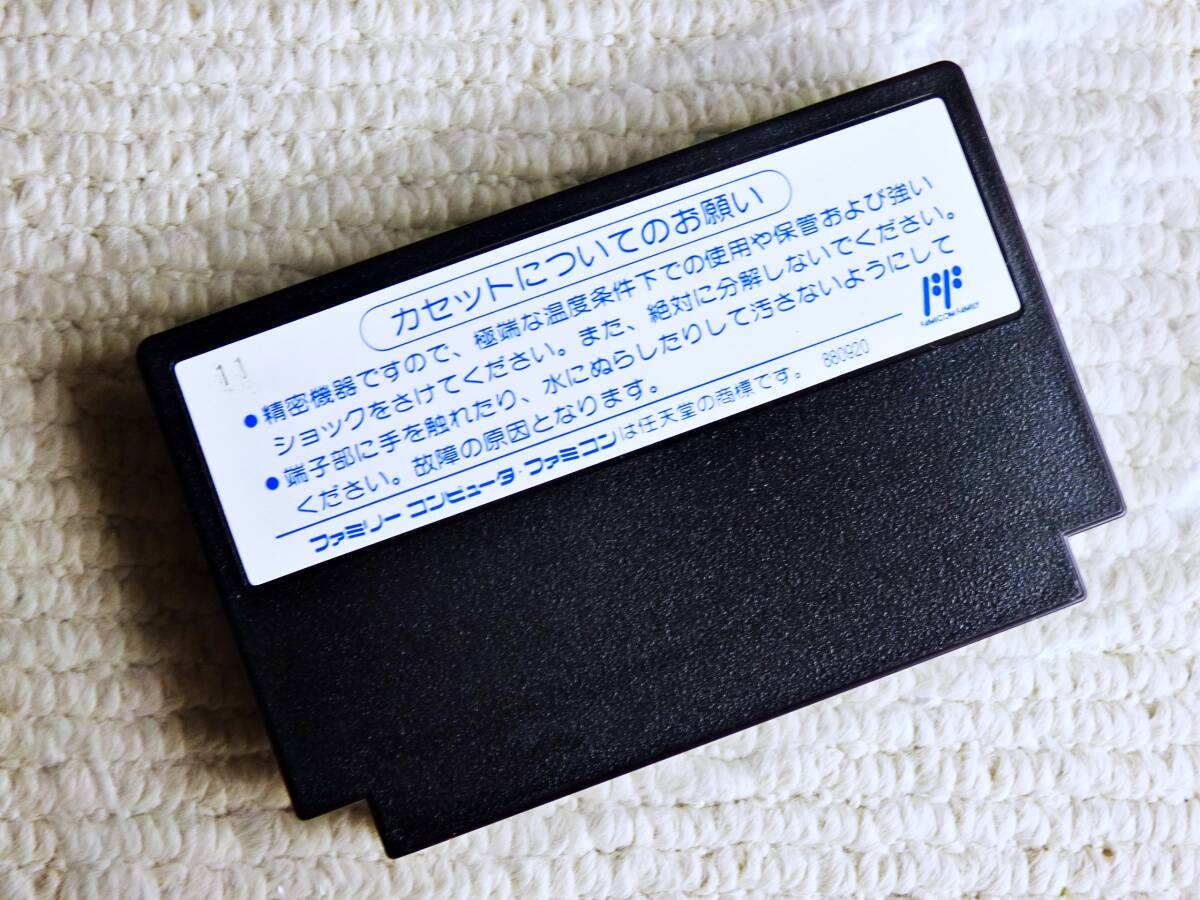 カセットについてのお願い
11
●精密機器ですので、極端な温度条件下での使用や保管および強い
ショックをさけてください。また、絶対に分解しないでください。
●端子部に手を触れたり、水にぬらしたりして汚さないようにして
ください。故障の原因となります。
FAMICOM FAMILY
ファミリーコンピュータ・ファミコンは任天堂の商標です。 880920